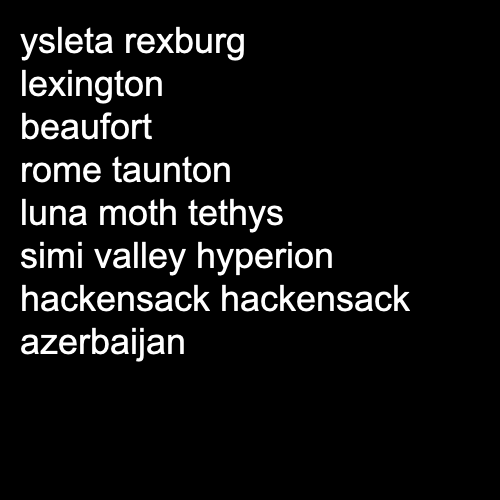 ysleta rexburg
lexington
beaufort
rome taunton
luna moth tethys
simi valley hyperion
hackensack hackensack
azerbaijan